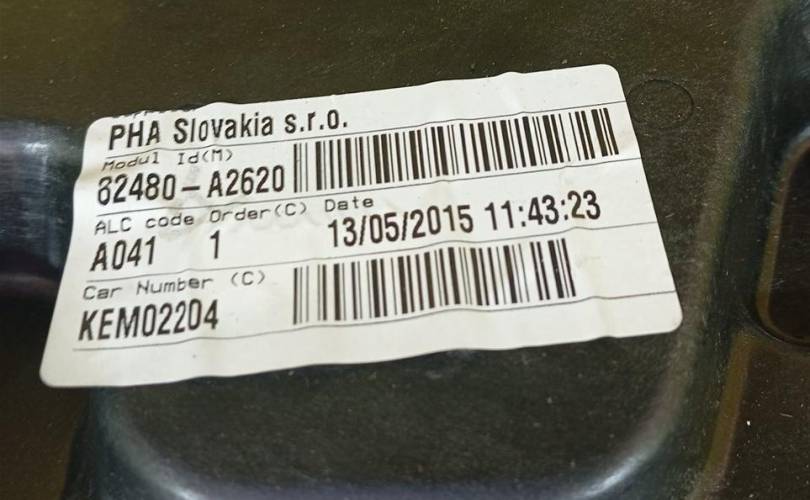 PHA Slovakia s.r.o.
Modul Id(M)
82480-A2620
ALC code Order(C) Date
A041 1 13/05/2015 11:43:23
Car Number (C)
KEM02204